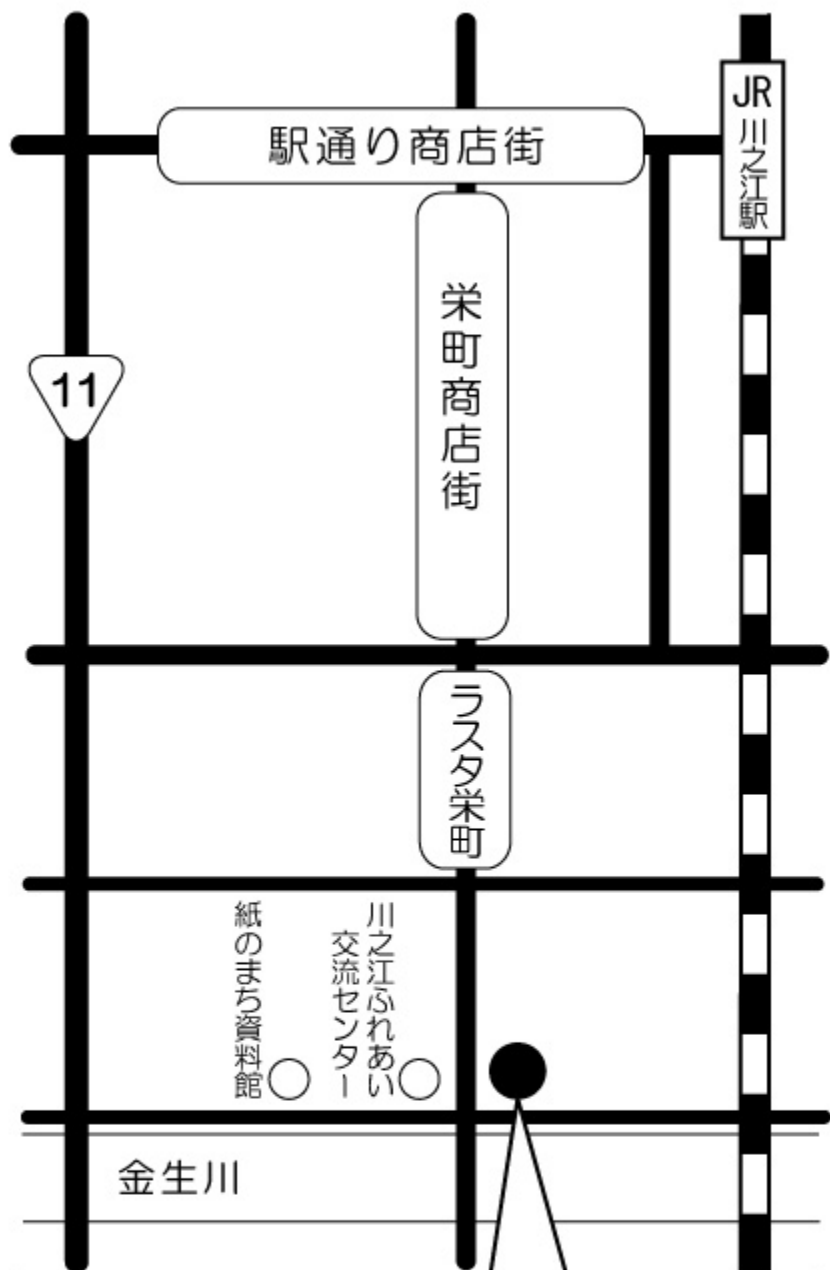 JR
川之江駅
駅通り商店街
栄町商店街
11
ラスタ栄町
川之江ふれあい
交流センター
紙のまち資料館
金生川